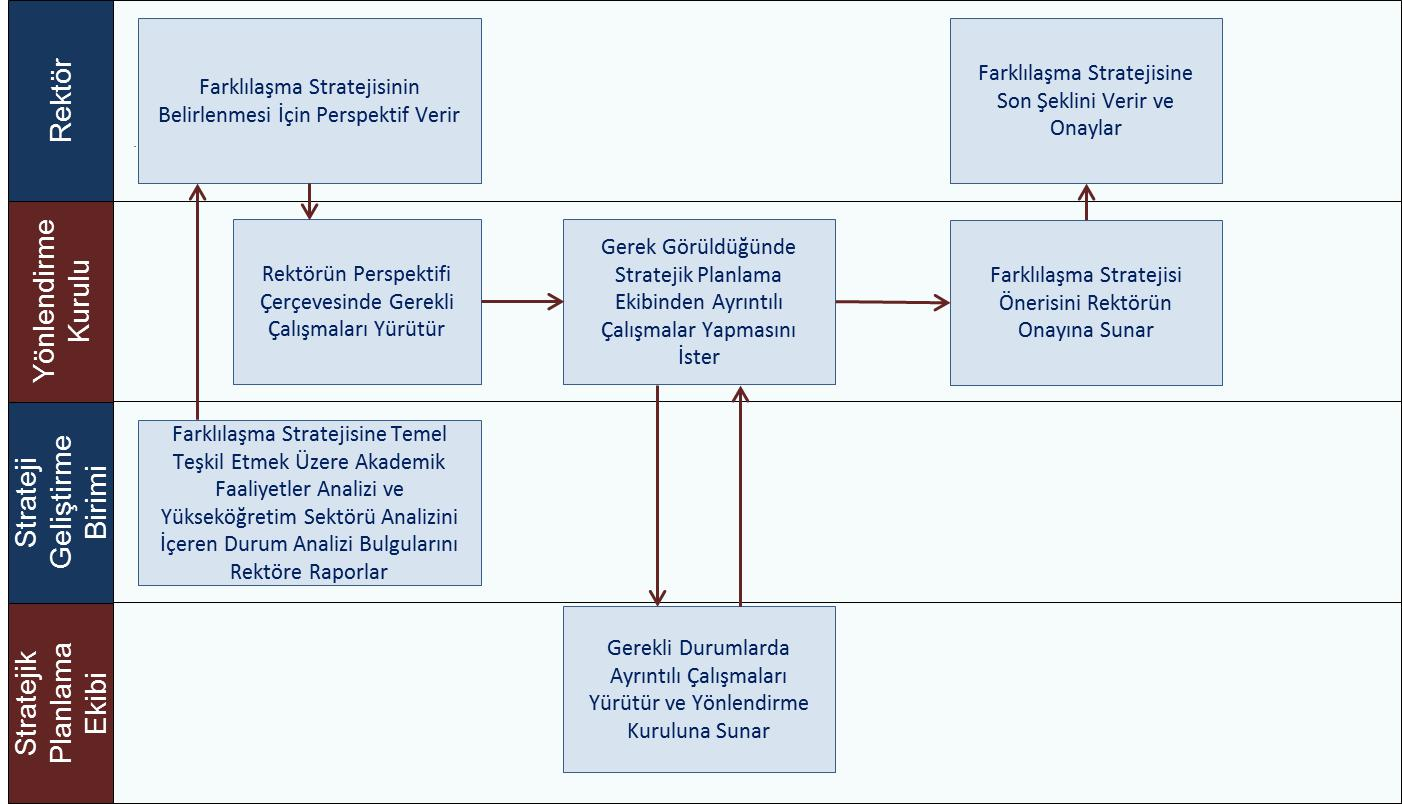 Rektör
Farklılaşma Stratejisinin
Belirlenmesi İçin Perspektif Verir
Farklılaşma Stratejisine
Son Şeklini Verir ve
Onaylar
Yönlendirme
Kurulu
Rektörün Perspektifi
Çerçevesinde Gerekli
Çalışmaları Yürütür
Gerek Görüldüğünde
Stratejik Planlama
Ekibinden Ayrıntılı
Çalışmalar Yapmasını
İster
Farklılaşma Stratejisi
Önerisini Rektörün
Onayına Sunar
Strateji
Geliştirme
Birimi
Farklılaşma Stratejisine Temel
Teşkil Etmek Üzere Akademik
Faaliyetler Analizi ve
Yükseköğretim Sektörü Analizini
İçeren Durum Analizi Bulgularını
Rektöre Raporlar
Stratejik
Planlama
Ekibi
Gerekli Durumlarda
Ayrıntılı Çalışmaları
Yürütür ve Yönlendirme
Kuruluna Sunar